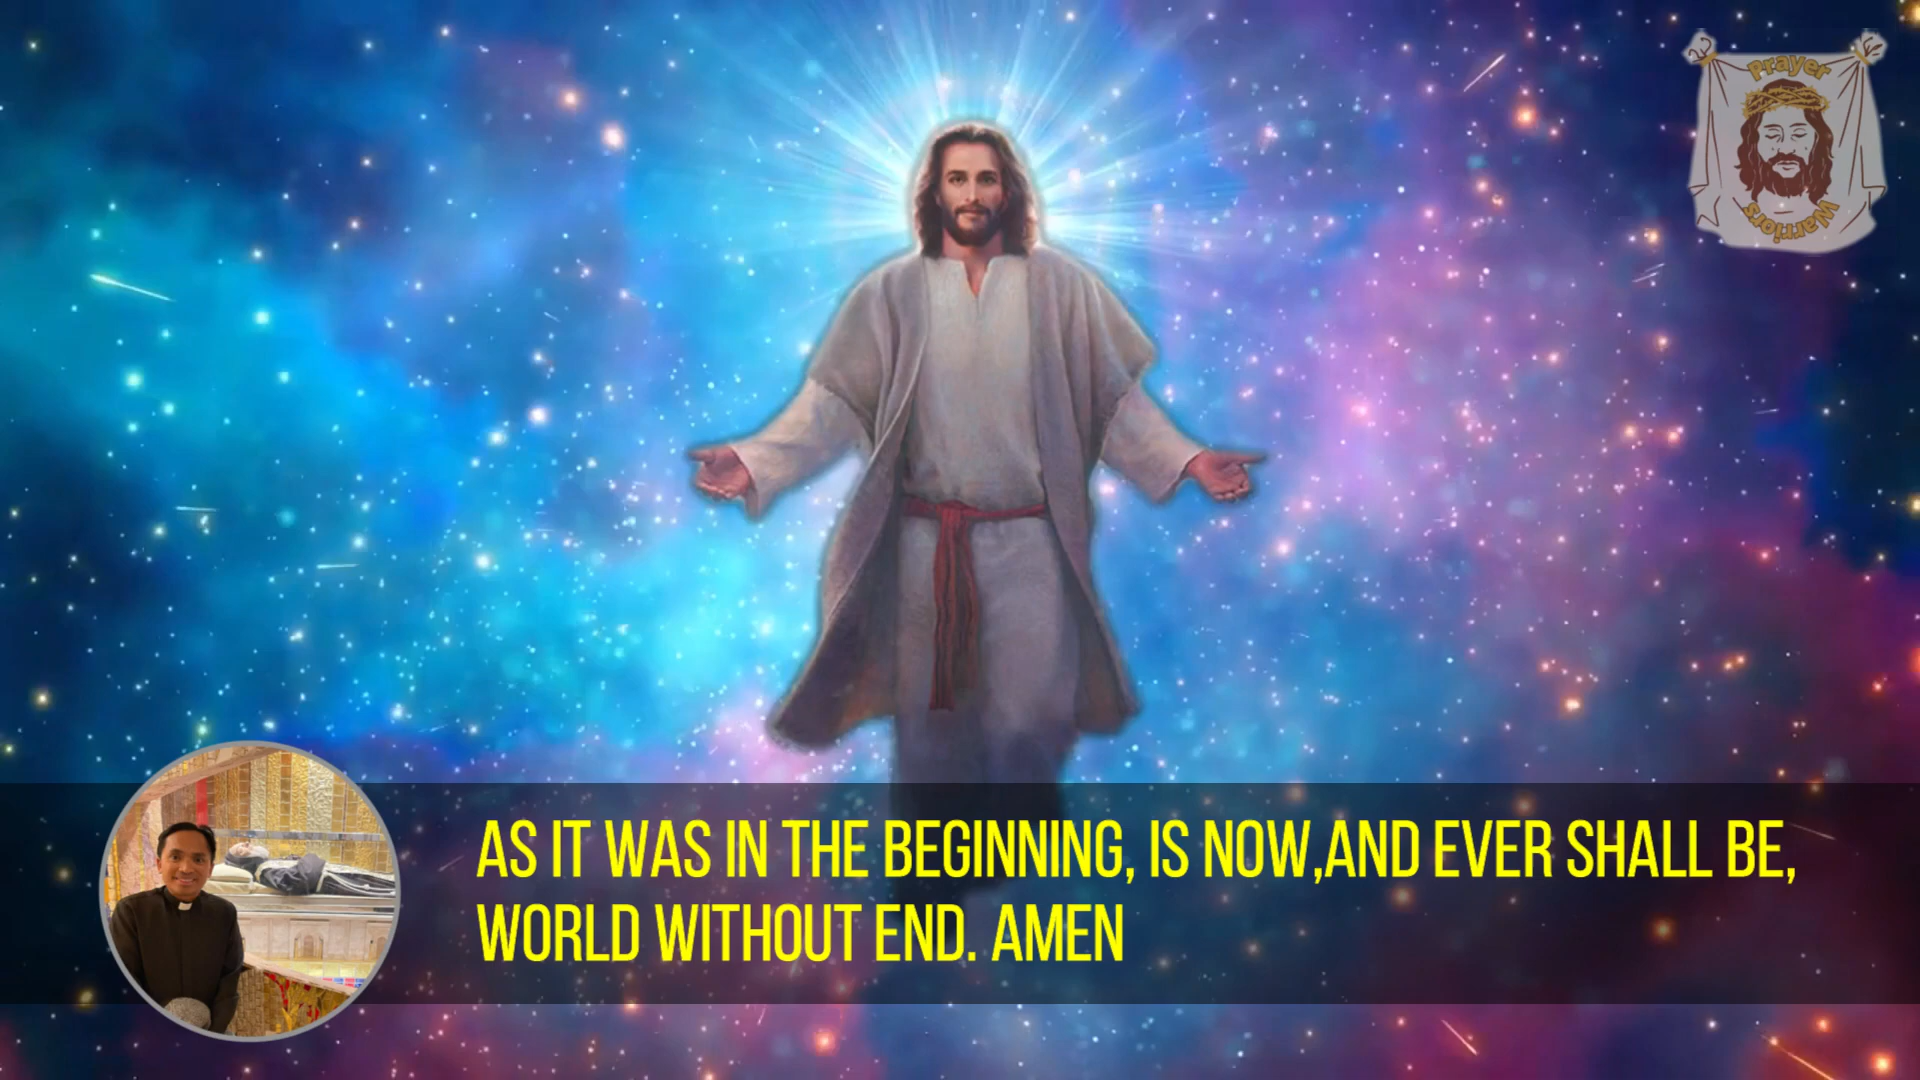 Prayer
Warriors
AS IT WAS IN THE BEGINNING, IS NOW,AND EVER SHALL BE,
WORLD WITHOUT END. AMEN